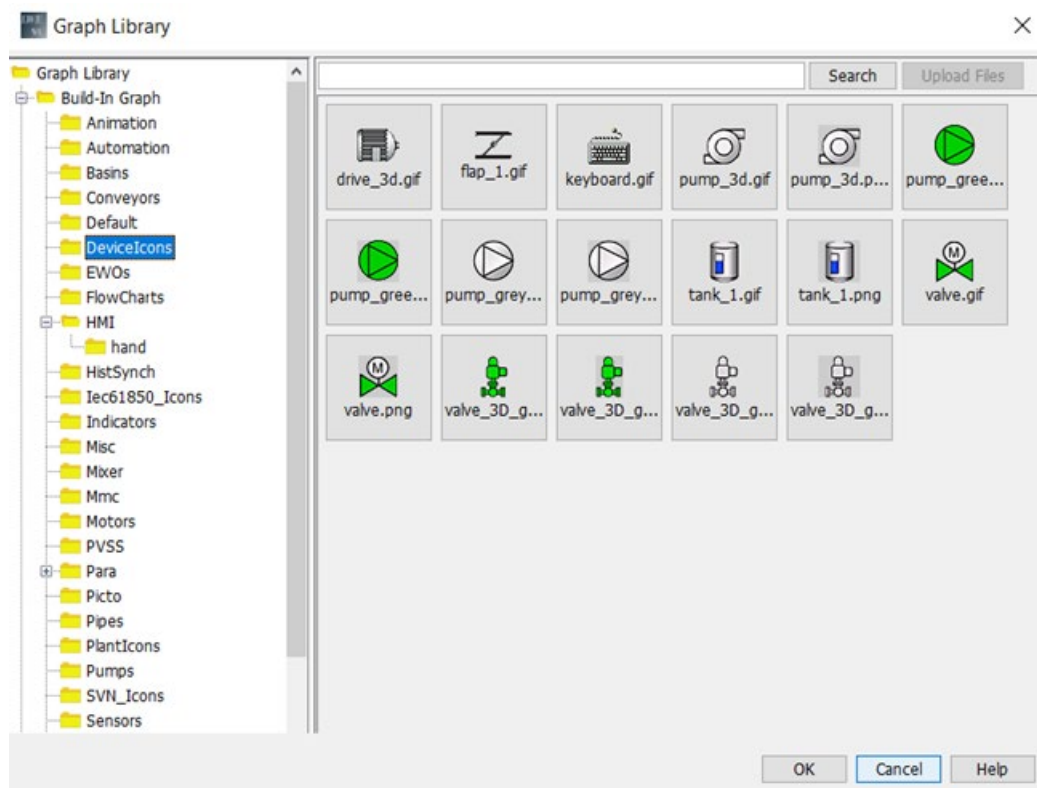 Graph Library
Graph Library
Build-In Graph
Animation
Automation
Basins
Conveyors
Default
DeviceIcons
EWOs
FlowCharts
HMI
hand
HistSynch
Iec61850_Icons
Indicators
Misc
Mixer
Mmc
Motors
PVSS
Para
Picto
Pipes
PlantIcons
Pumps
SVN_Icons
Sensors
Search Upload Files
drive_3d.gif flap_1.gif keyboard.gif pump_3d.gif pump_3d.p... pump_gree...
pump_gree... pump_grey... pump_grey... tank_1.gif tank_1.png valve.gif
valve.png valve_3D_g... valve_3D_g... valve_3D_g... valve_3D_g...
OK Cancel Help